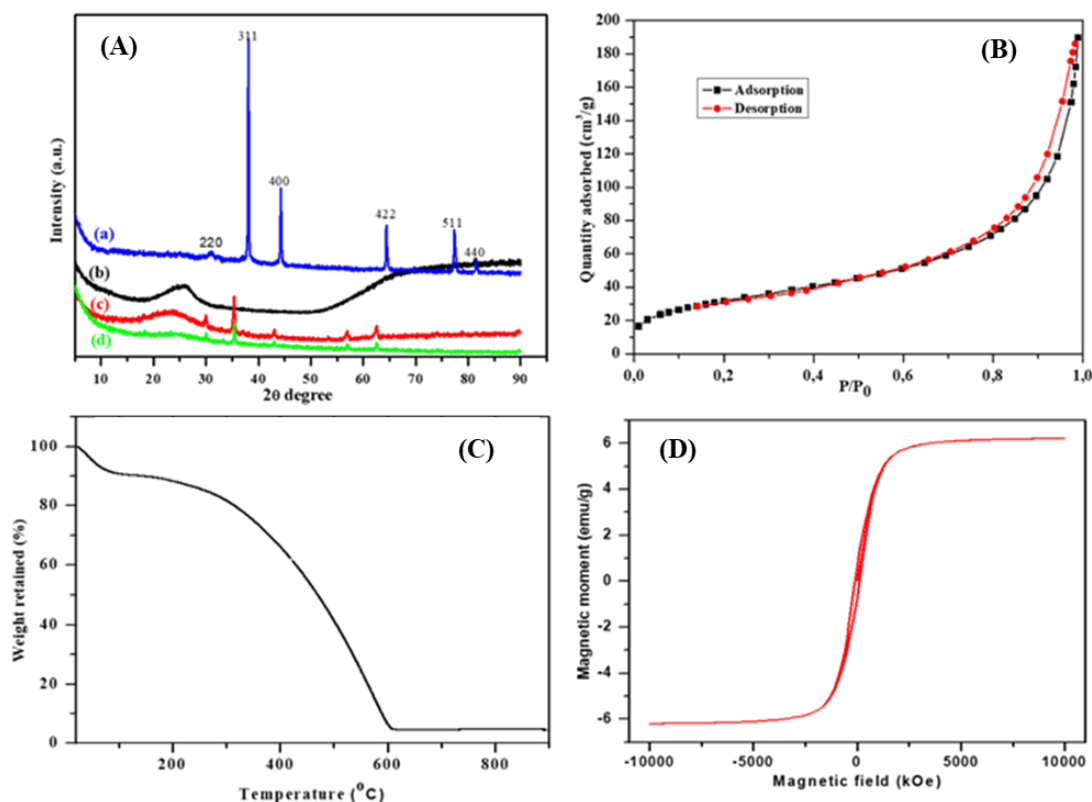 (A)
311
400
422
511
440
220
(a)
(b)
(c)
(d)
Intensity (a.u.)
10 20 30 40 50 60 70 80 90
2θ degree
(B)
Adsorption
Desorption
Quantity adsorbed (cm³/g)
200
180
160
140
120
100
80
60
40
20
0
0,0 0,2 0,4 0,6 0,8 1,0
P/P₀
(C)
Weight retained (%)
100
80
60
40
20
0
200 400 600 800
Temperature (⁰C)
(D)
Magnetic moment (emu/g)
6
4
2
0
-2
-4
-6
-10000 -5000 0 5000 10000
Magnetic field (kOe)